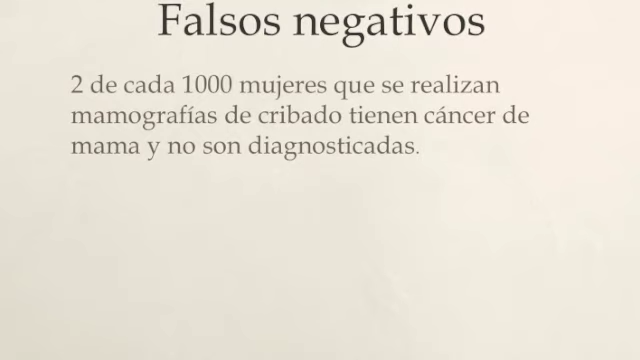 Falsos negativos
2 de cada 1000 mujeres que se realizan
mamografías de cribado tienen cáncer de
mama y no son diagnosticadas.